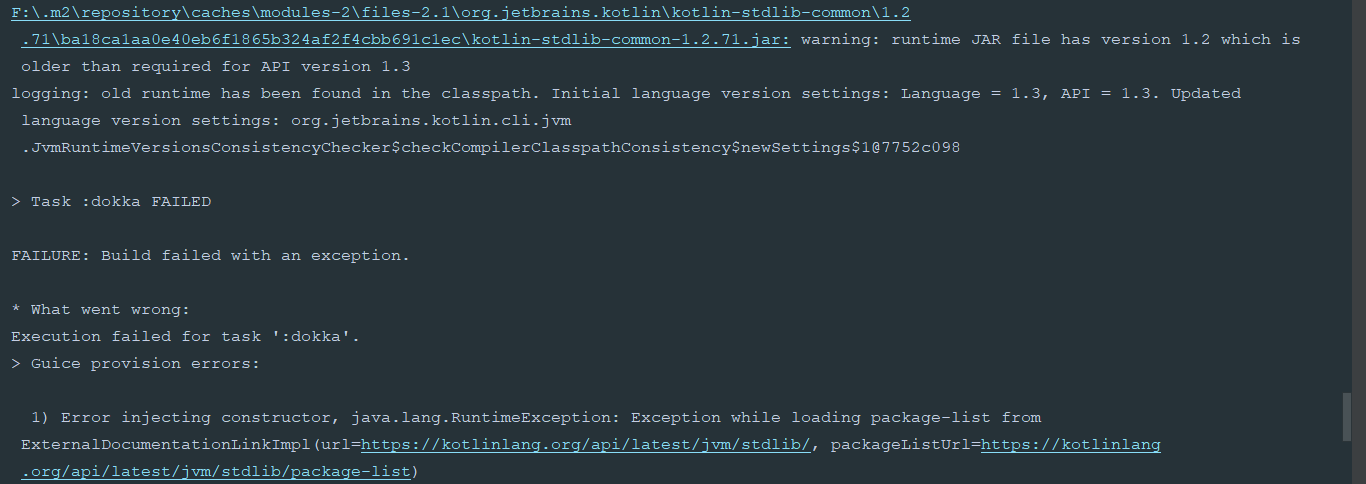 F:\.m2\repository\caches\modules-2\files-2.1\org.jetbrains.kotlin\kotlin-stdlib-common\1.2
.71\ba18ca1aa0e40eb6f1865b324af2f4cbb691c1ec\kotlin-stdlib-common-1.2.71.jar: warning: runtime JAR file has version 1.2 which is
older than required for API version 1.3
logging: old runtime has been found in the classpath. Initial language version settings: Language = 1.3, API = 1.3. Updated
language version settings: org.jetbrains.kotlin.cli.jvm
.JvmRuntimeVersionsConsistencyChecker$checkCompilerClasspathConsistency$newSettings$1@7752c098
> Task :dokka FAILED
FAILURE: Build failed with an exception.
* What went wrong:
Execution failed for task ':dokka'.
> Guice provision errors:
1) Error injecting constructor, java.lang.RuntimeException: Exception while loading package-list from
ExternalDocumentationLinkImpl(url=https://kotlinlang.org/api/latest/jvm/stdlib/, packageListUrl=https://kotlinlang
.org/api/latest/jvm/stdlib/package-list)